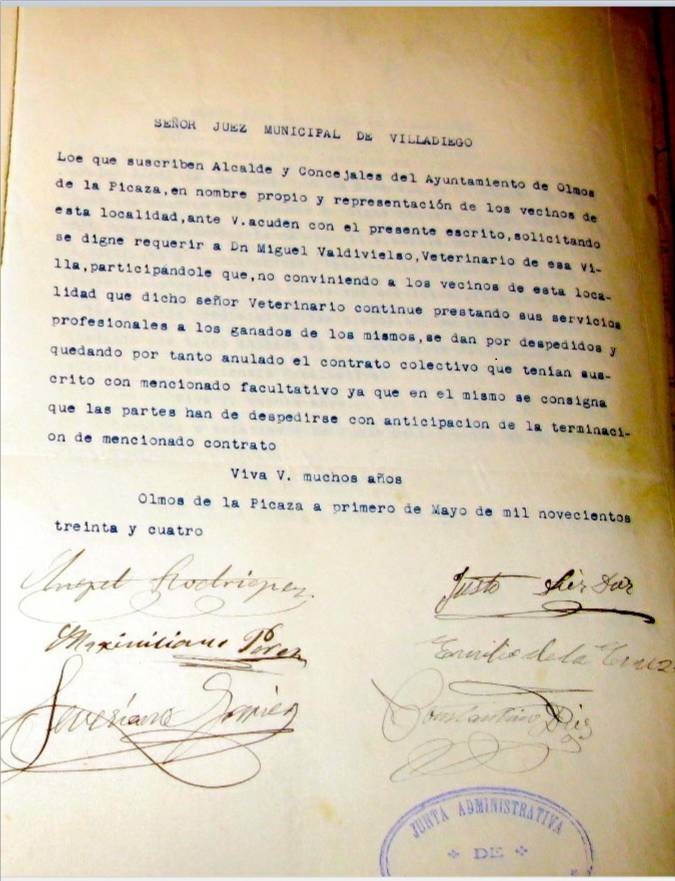 SEÑOR JUEZ MUNICIPAL DE VILLADIEGO
Loe que suscriben Alcalde y Concejales del Ayuntamiento de Olmos
de la Picaza,en nombre propio y representación de los vecinos de
esta localidad,ante V.acuden con el presente escrito,solicitando
se digne requerir a Dn Miguel Valdivielso,Veterinario de esa Vi-
lla,participándole que,no conviniendo a los vecinos de esta loca-
lidad que dicho señor Veterinario continue prestando sus servicios
profesionales a los ganados de los mismos,se dan por despedidos y
quedando por tanto anulado el contrato colectivo que tenían sus-
crito con mencionado facultativo ya que en el mismo se consigna
que las partes han de despedirse con anticipacion de la terminaci-
on de mencionado contrato
Viva V. muchos años
Olmos de la Picaza a primero de Mayo de mil novecientos
treinta y cuatro
Angel Rodriguez
Justo
Maximiliano Perez
Emilio de la Cruz
Severiano
Constantino Diez
JUNTA ADMINISTRATIVA
DE